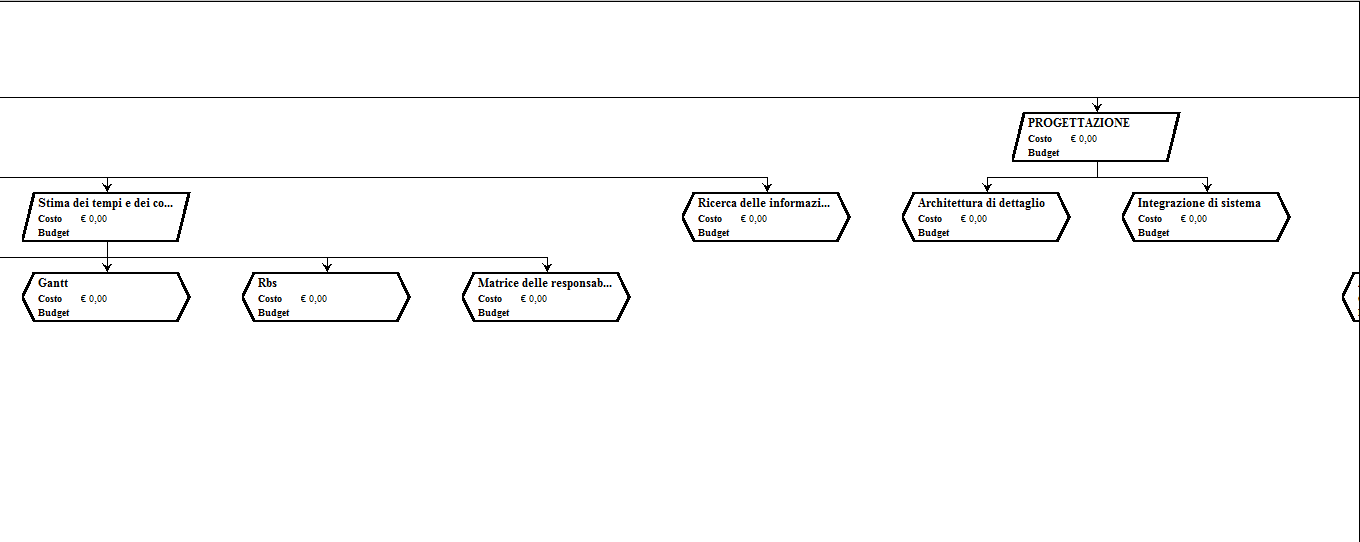 PROGETTAZIONE
Costo € 0,00
Budget
Stima dei tempi e dei co...
Costo € 0,00
Budget
Ricerca delle informazi...
Costo € 0,00
Budget
Architettura di dettaglio
Costo € 0,00
Budget
Integrazione di sistema
Costo € 0,00
Budget
Gantt
Costo € 0,00
Budget
Rbs
Costo € 0,00
Budget
Matrice delle responsab...
Costo € 0,00
Budget